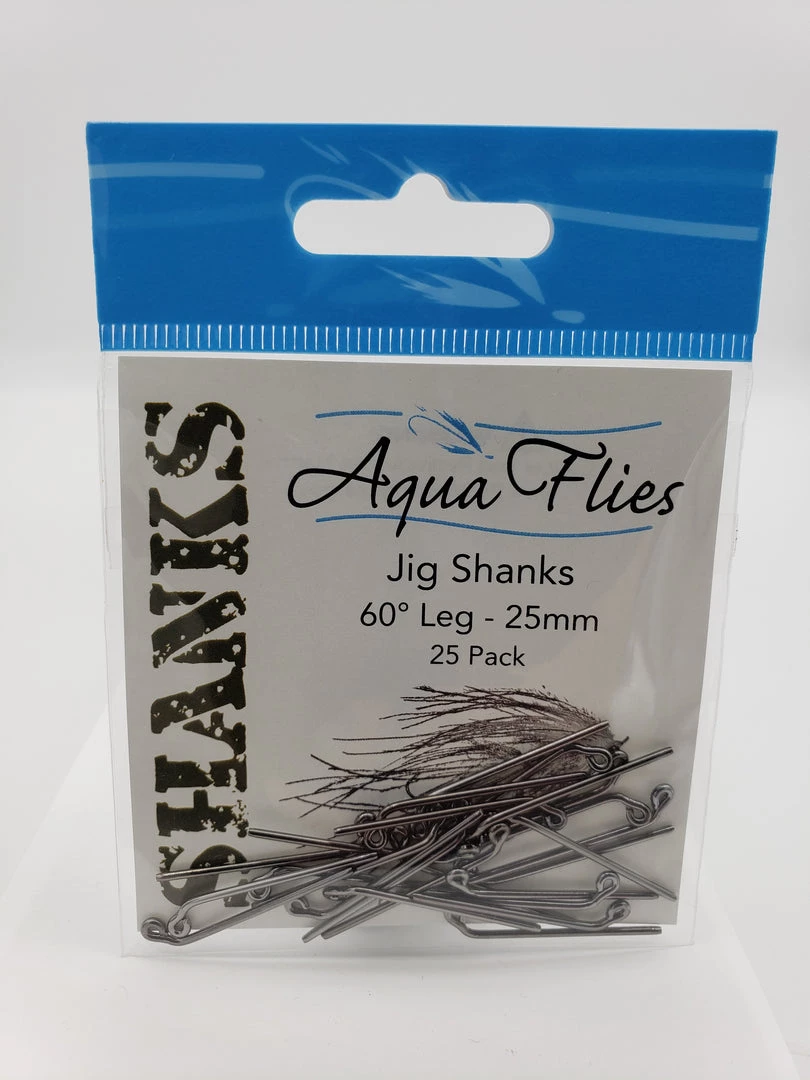 SHANKS
Aqua Flies
Jig Shanks
60° Leg - 25mm
25 Pack